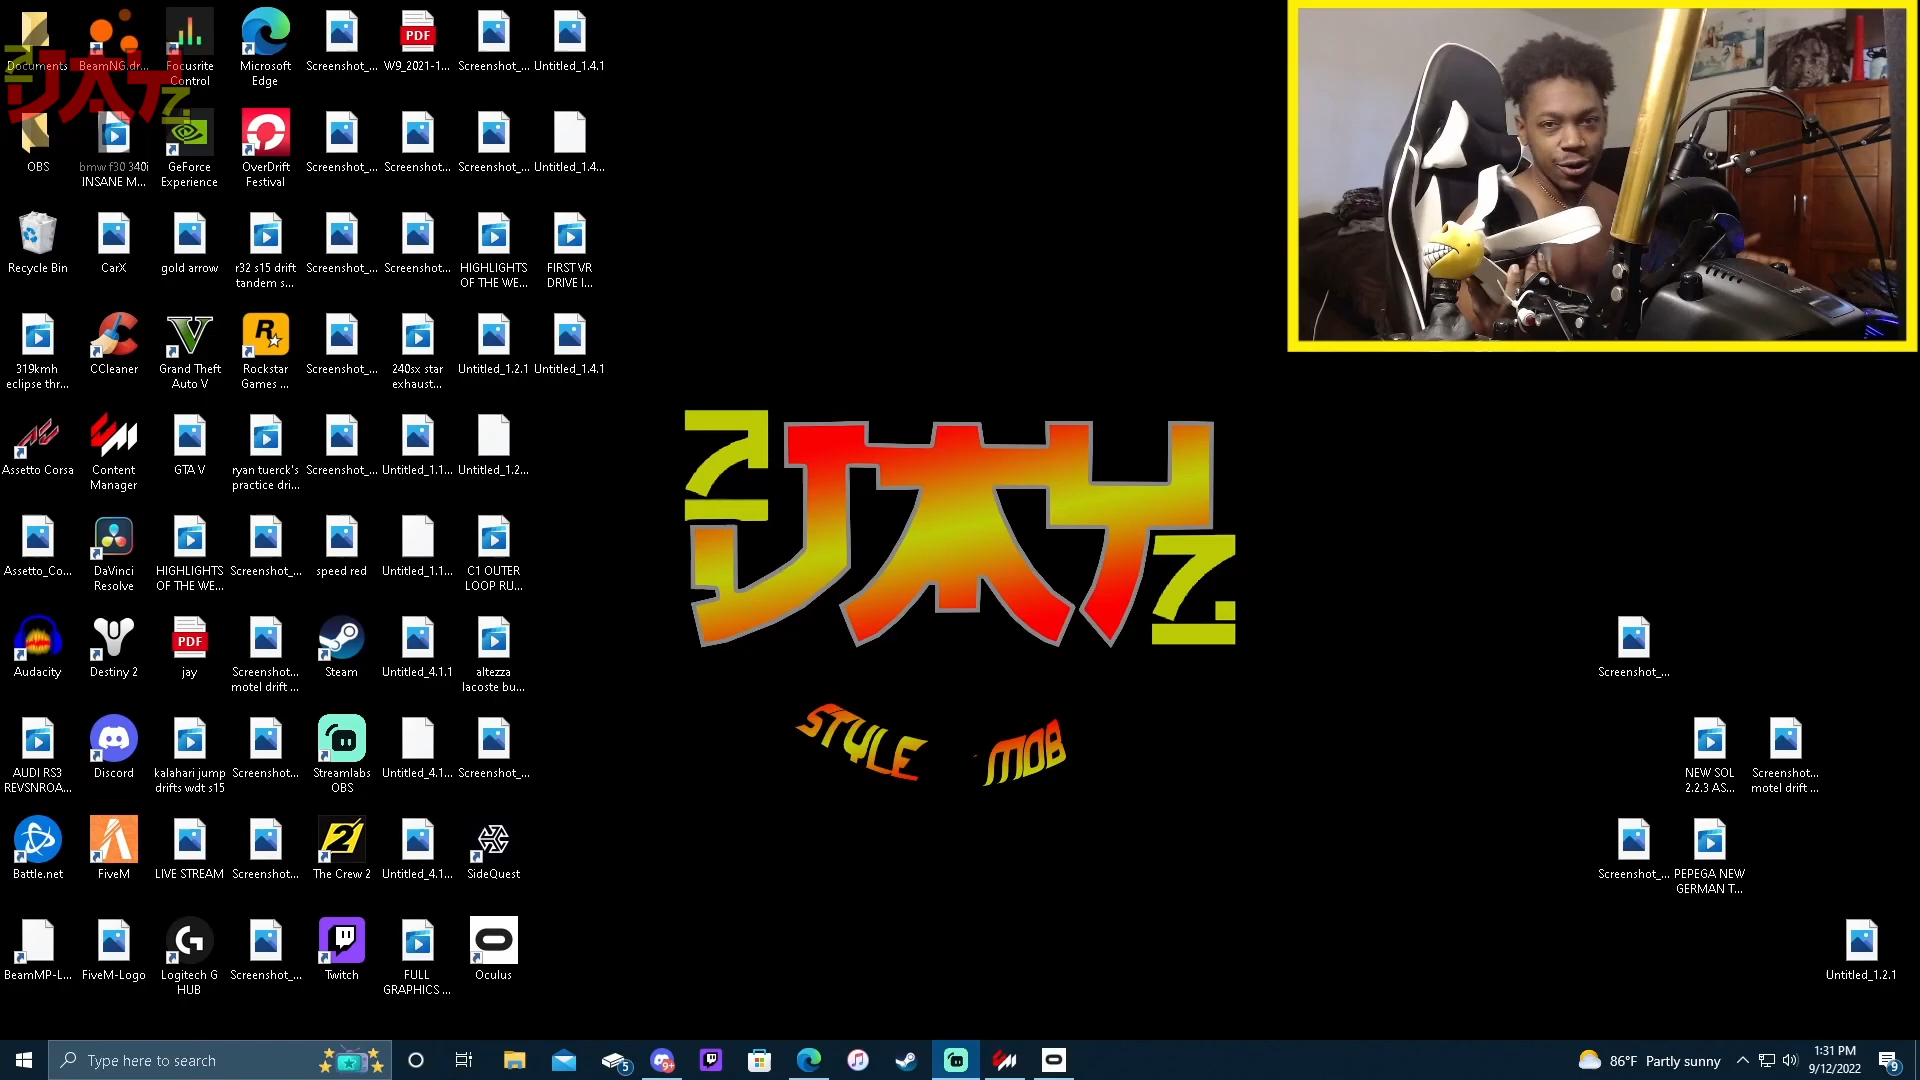 Documents
BeamNG.dr...
Focusrite
Control
Microsoft
Edge
Screenshot_...
W9_2021-1...
Screenshot_...
Untitled_1.4.1
JAY
OBS
bmw f30 340i
INSANE M...
GeForce
Experience
OverDrift
Festival
Screenshot_...
Screenshot...
Screenshot_...
Untitled_1.4...
Recycle Bin
CarX
gold arrow
r32 s15 drift
tandem s...
Screenshot_...
Screenshot...
HIGHLIGHTS
OF THE WE...
FIRST VR
DRIVE I...
319kmh
eclipse thr...
CCleaner
Grand Theft
Auto V
Rockstar
Games ...
Screenshot_...
240sx star
exhaust...
Untitled_1.2.1
Untitled_1.4.1
Assetto Corsa
Content
Manager
GTA V
ryan tuerck's
practice dri...
Screenshot_...
Untitled_1.1...
Untitled_1.2...
Assetto_Co...
DaVinci
Resolve
HIGHLIGHTS
OF THE WE...
Screenshot_...
speed red
Untitled_1.1...
C1 OUTER
LOOP RU...
Audacity
Destiny 2
PDF
jay
Screenshot...
motel drift ...
Steam
Untitled_4.1.1
altezza
lacoste bu...
AUDI RS3
REVSNROA...
Discord
kalahari jump
drifts wdt s15
Screenshot...
Streamlabs
OBS
Untitled_4.1...
Screenshot_...
Battle.net
FiveM
LIVE STREAM
Screenshot...
The Crew 2
Untitled_4.1...
SideQuest
BeamMP-L...
FiveM-Logo
Logitech G
HUB
Screenshot_...
Twitch
FULL
GRAPHICS ...
Oculus
JAY
STYLE MOB
Screenshot_...
NEW SOL
2.2.3 AS...
Screenshot...
motel drift ...
Screenshot_...
PEPEGA NEW
GERMAN T...
Untitled_1.2.1
Type here to search
5
9+
86°F Partly sunny
1:31 PM
9/12/2022
9